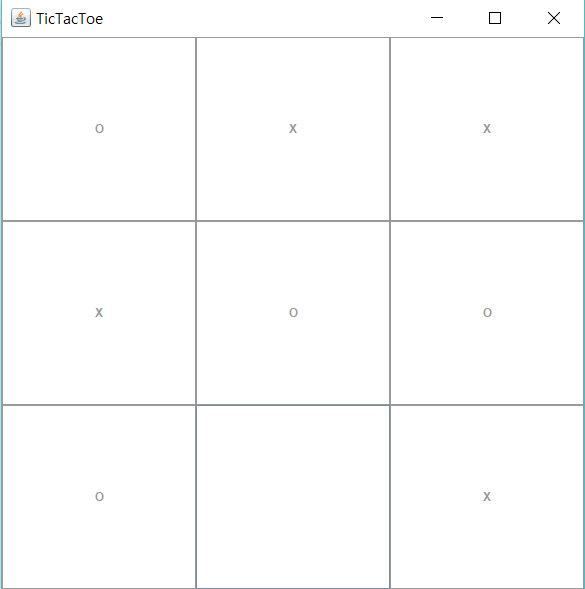 TicTacToe
o x x
x o o
o x